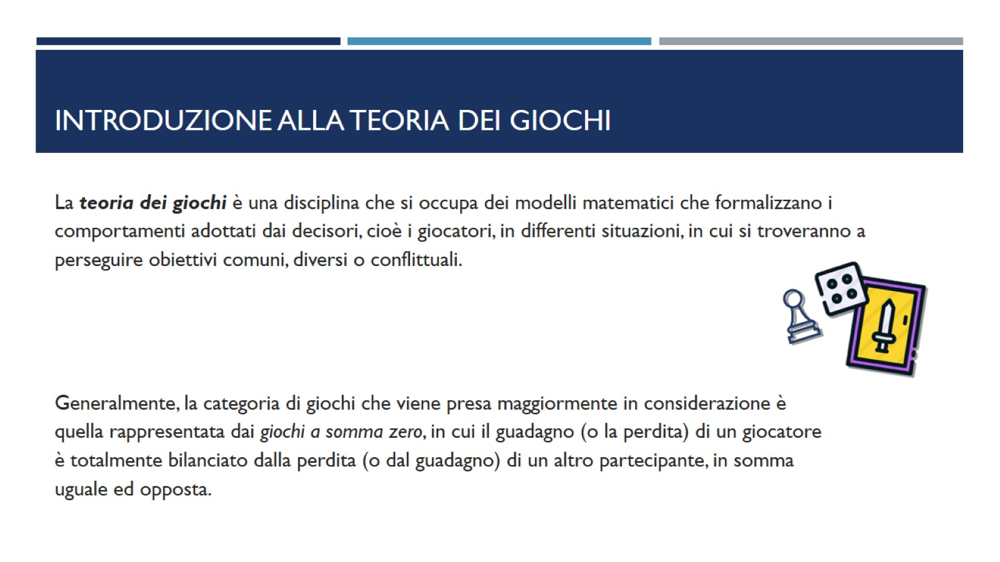 INTRODUZIONE ALLA TEORIA DEI GIOCHI
La teoria dei giochi è una disciplina che si occupa dei modelli matematici che formalizzano i
comportamenti adottati dai decisori, cioè i giocatori, in differenti situazioni, in cui si troveranno a
perseguire obiettivi comuni, diversi o conflittuali.
Generalmente, la categoria di giochi che viene presa maggiormente in considerazione è
quella rappresentata dai giochi a somma zero, in cui il guadagno (o la perdita) di un giocatore
è totalmente bilanciato dalla perdita (o dal guadagno) di un altro partecipante, in somma
uguale ed opposta.